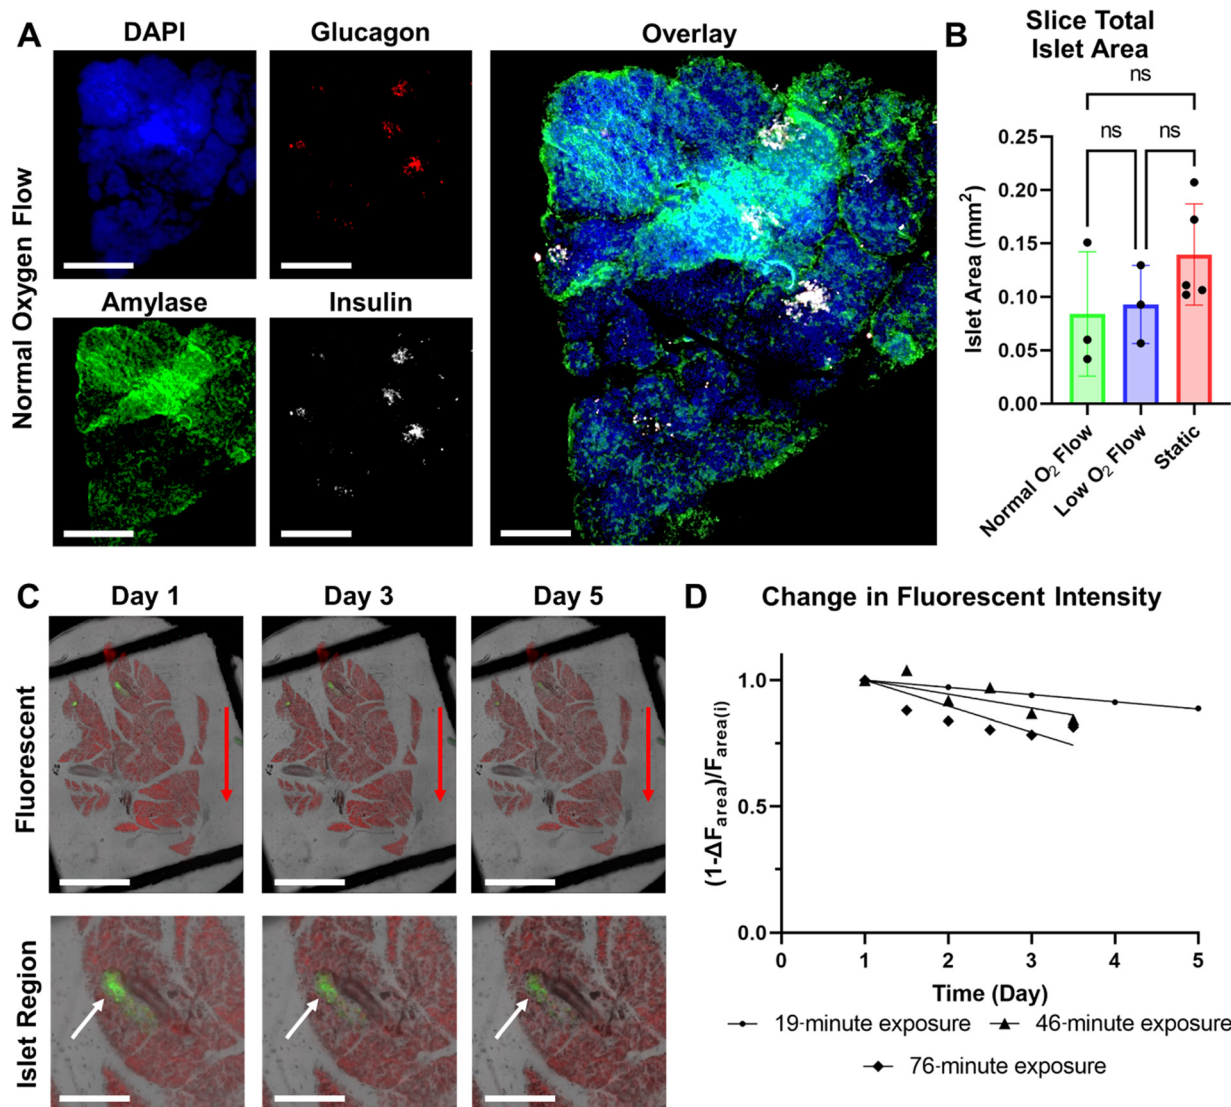 A
DAPI
Glucagon
Overlay
Normal Oxygen Flow
Amylase
Insulin
B
Slice Total
Islet Area
ns
ns
ns
Islet Area (mm²)
0.25
0.20
0.15
0.10
0.05
0.00
Normal O₂ Flow
Low O₂ Flow
Static
C
Day 1
Day 3
Day 5
Fluorescent
Islet Region
D
Change in Fluorescent Intensity
(1-ΔF_area)/F_area(i)
1.0
0.5
0.0
0
1
2
3
4
5
Time (Day)
19-minute exposure
46-minute exposure
76-minute exposure